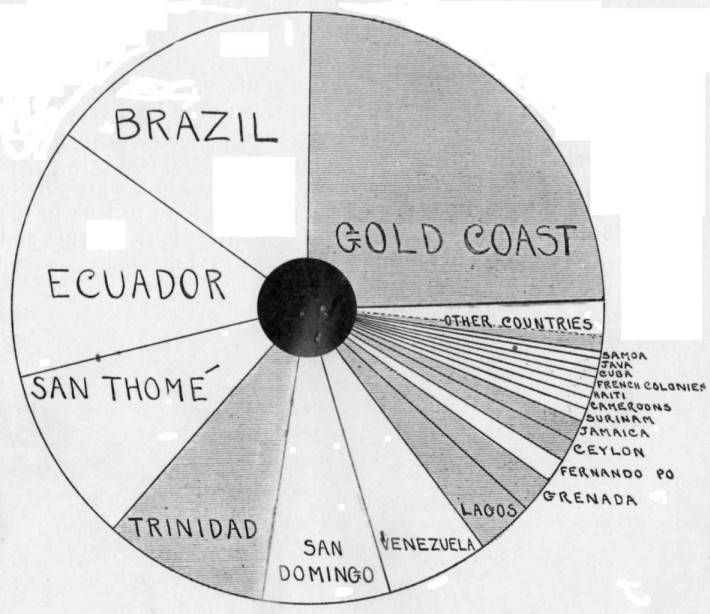 BRAZIL
GOLD COAST
ECUADOR
OTHER COUNTRIES
SAMOA
JAVA
CUBA
FRENCH COLONIES
HAITI
CAMEROONS
SURINAM
JAMAICA
CEYLON
FERNANDO PO
GRENADA
SAN THOMÉ
LAGOS
TRINIDAD
VENEZUELA
SAN
DOMINGO